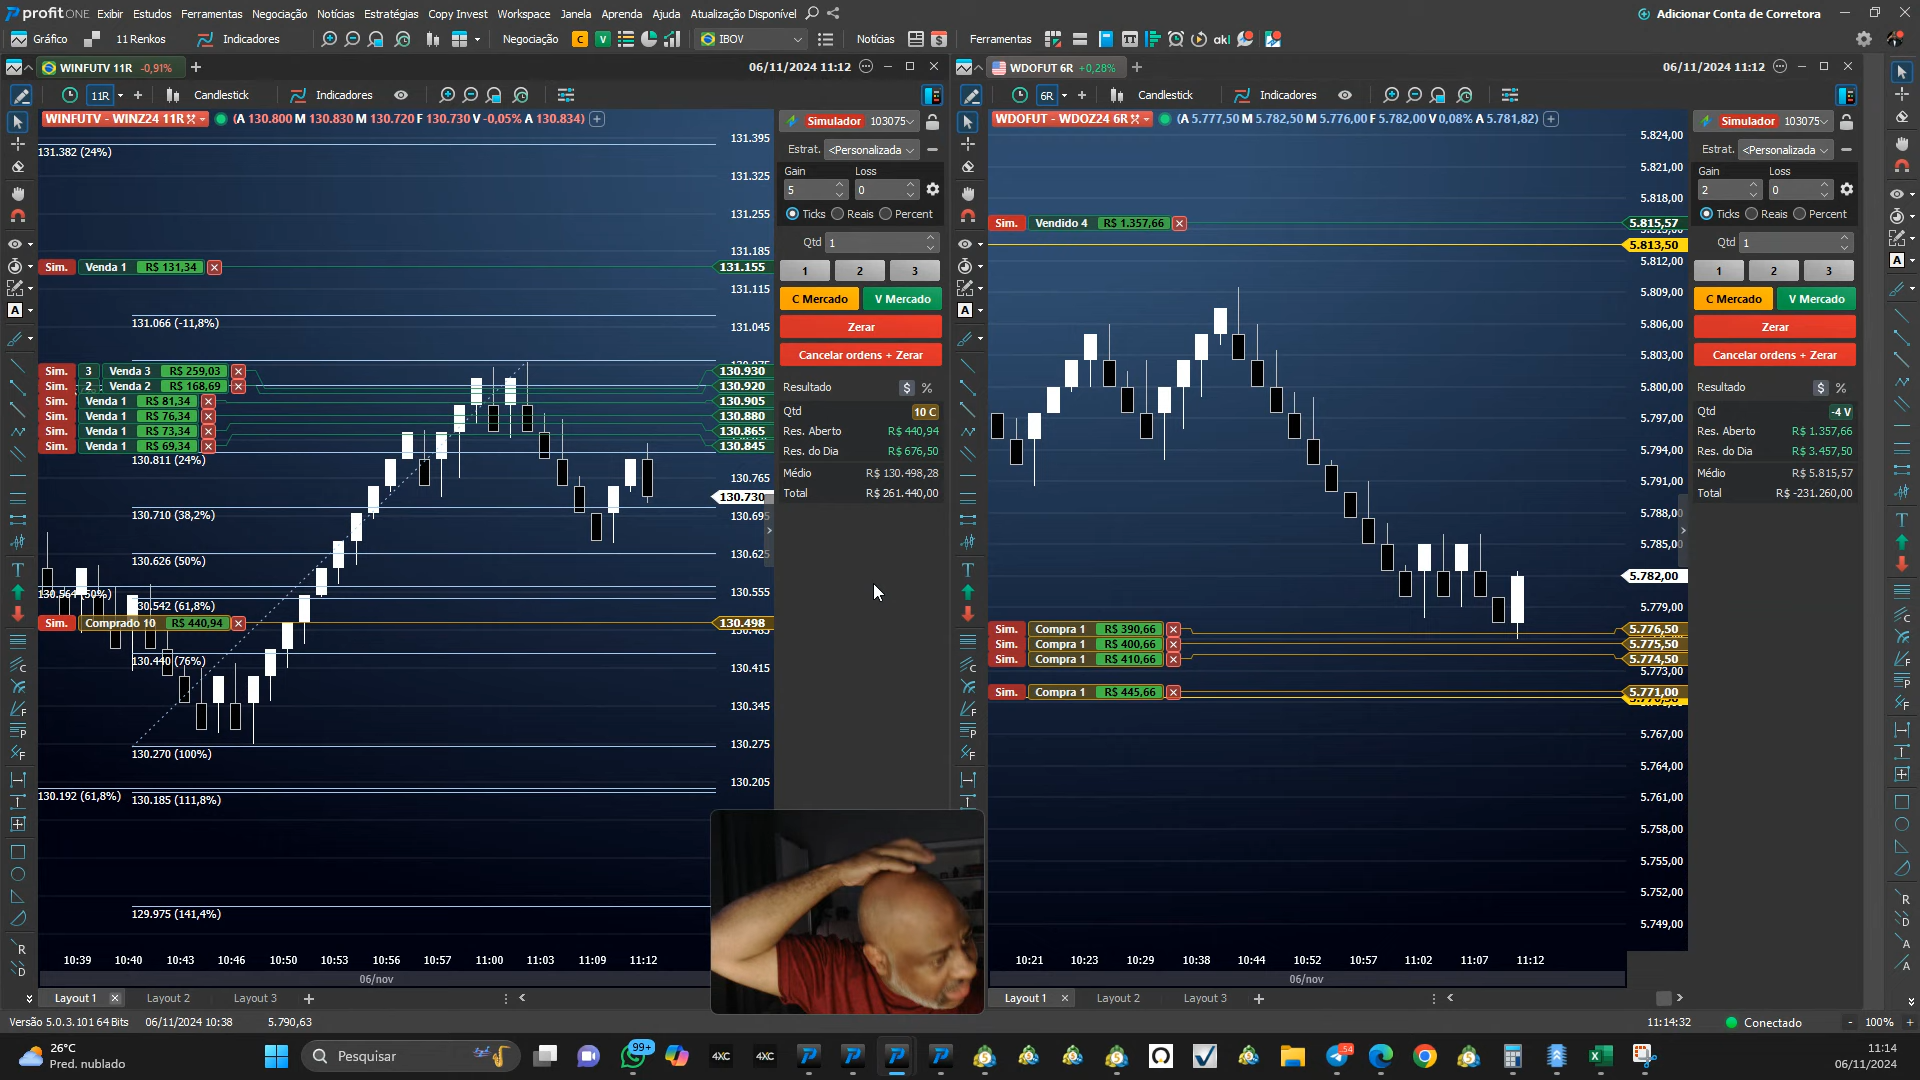 profit ONE Exibir Estudos Ferramentas Negociação Notícias Estratégias Copy Invest Workspace Janela Aprenda Ajuda Atualização Disponível
Adicionar Conta de Corretora
Gráfico 11 Renkos Indicadores Negociação C V IBOV Notícias Ferramentas akl
WINFUTV 11R -0,91% +
06/11/2024 11:12
11R + Candlestick Indicadores
WINFUTV - WINZ24 11R
(A 130.800 M 130.830 M 130.720 F 130.730 V -0,05% A 130.834)
131.382 (24%)
131.395
131.325
131.255
131.185
Sim. Venda 1 R$ 131,34
131.155
131.115
131.066 (-11,8%)
131.045
Sim. 3 Venda 3 R$ 259,03
130.930
Sim. 2 Venda 2 R$ 168,69
130.920
Sim. Venda 1 R$ 81,34
130.905
Sim. Venda 1 R$ 76,34
130.880
Sim. Venda 1 R$ 73,34
130.865
Sim. Venda 1 R$ 69,34
130.845
130.811 (24%)
130.765
130.730
130.710 (38,2%)
130.695
130.626 (50%)
130.625
130.564 (50%)
130.555
130.542 (61,8%)
Sim. Comprado 10 R$ 440,94
130.498
130.440 (76%)
130.415
130.345
130.270 (100%)
130.275
130.205
130.192 (61,8%)
130.185 (111,8%)
129.975 (141,4%)
10:39 10:40 10:43 10:46 10:50 10:53 10:56 10:57 11:00 11:03 11:09 11:12
06/nov
Layout 1 Layout 2 Layout 3 +
Simulador 103075
Estrat. <Personalizada
Gain Loss
5 0
Ticks Reais Percent
Qtd 1
1 2 3
C Mercado V Mercado
Zerar
Cancelar ordens + Zerar
Resultado $ %
Qtd 10 C
Res. Aberto R$ 440,94
Res. do Dia R$ 676,50
Médio R$ 130.498,28
Total R$ 261.440,00
WDOFUT 6R +0,28% +
06/11/2024 11:12
6R + Candlestick Indicadores
WDOFUT - WDOZ24 6R
(A 5.777,50 M 5.782,50 M 5.776,00 F 5.782,00 V 0,08% A 5.781,82)
5.824,00
5.821,00
5.818,00
Sim. Vendido 4 R$ 1.357,66
5.815,57
5.813,50
5.812,00
5.809,00
5.806,00
5.803,00
5.800,00
5.797,00
5.794,00
5.791,00
5.788,00
5.785,00
5.782,00
5.779,00
Sim. Compra 1 R$ 390,66
5.776,50
Sim. Compra 1 R$ 400,66
5.775,50
Sim. Compra 1 R$ 410,66
5.774,50
5.773,00
Sim. Compra 1 R$ 445,66
5.771,00
5.767,00
5.764,00
5.761,00
5.758,00
5.755,00
5.752,00
5.749,00
10:21 10:23 10:29 10:38 10:44 10:52 10:57 11:02 11:07 11:12
06/nov
Layout 1 Layout 2 Layout 3 +
Simulador 103075
Estrat. <Personalizada
Gain Loss
2 0
Ticks Reais Percent
Qtd 1
1 2 3
C Mercado V Mercado
Zerar
Cancelar ordens + Zerar
Resultado $ %
Qtd -4 V
Res. Aberto R$ 1.357,66
Res. do Dia R$ 3.457,50
Médio R$ 5.815,57
Total R$ -231.260,00
Versão 5.0.3.101 64 Bits 06/11/2024 10:38 5.790,63
11:14:32 Conectado - 100% +
26°C
Pred. nublado
Pesquisar
99+
4XC 4XC
54
11:14
06/11/2024